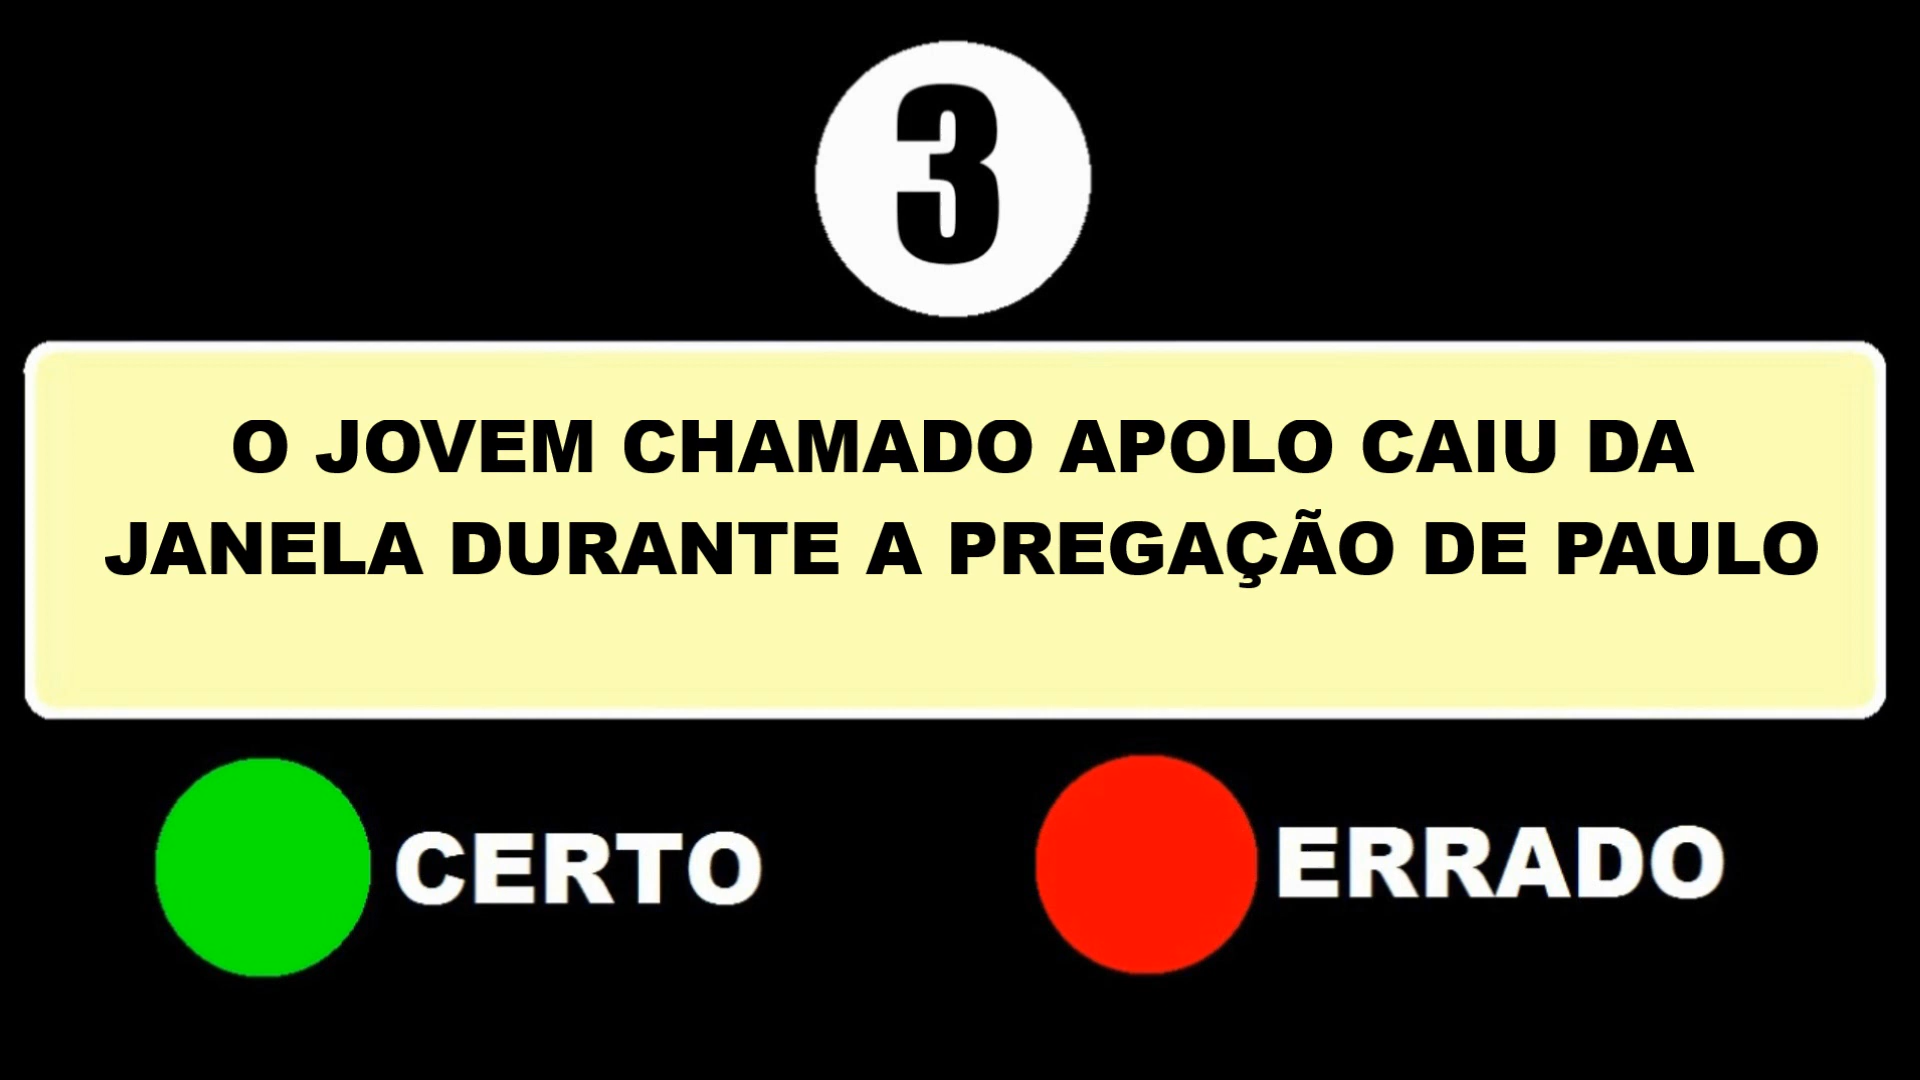 3
O JOVEM CHAMADO APOLO CAIU DA
JANELA DURANTE A PREGAÇÃO DE PAULO
CERTO
ERRADO